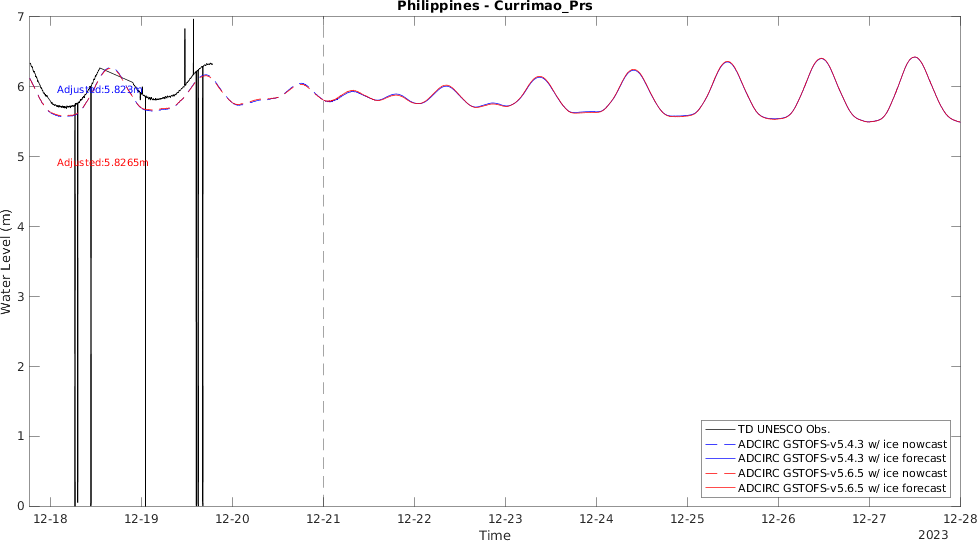 Philippines - Currimao_Prs
7
6
5
4
3
2
1
0
Water Level (m)
Adjusted:5.823m
Adjusted:5.8265m
TD UNESCO Obs.
ADCIRC GSTOFS-v5.4.3 w/ ice nowcast
ADCIRC GSTOFS-v5.4.3 w/ ice forecast
ADCIRC GSTOFS-v5.6.5 w/ ice nowcast
ADCIRC GSTOFS-v5.6.5 w/ ice forecast
12-18 12-19 12-20 12-21 12-22 12-23 12-24 12-25 12-26 12-27 12-28
Time
2023